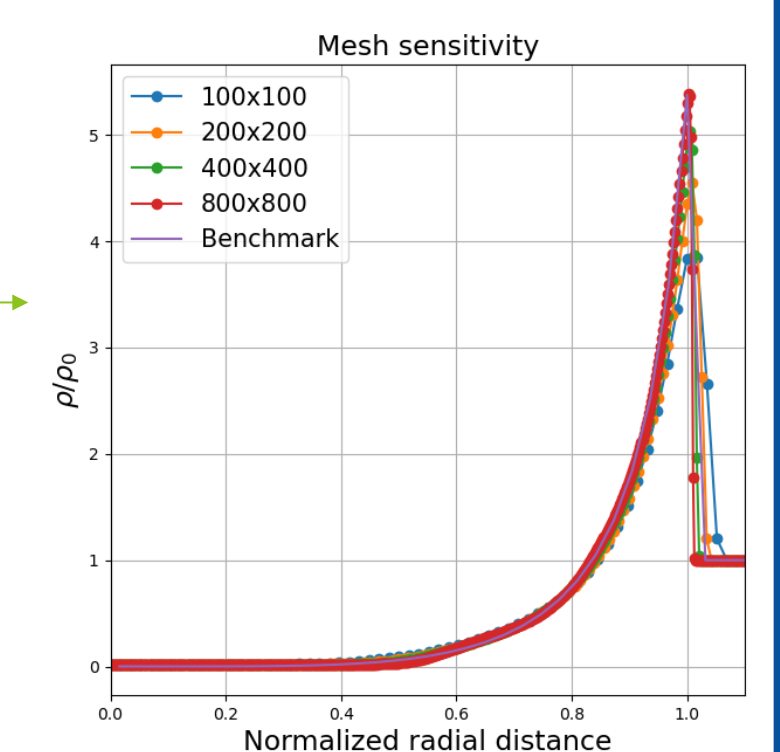 Mesh sensitivity
100x100
200x200
400x400
800x800
Benchmark
5
4
3
2
1
0
ρ/ρ₀
0.0 0.2 0.4 0.6 0.8 1.0
Normalized radial distance